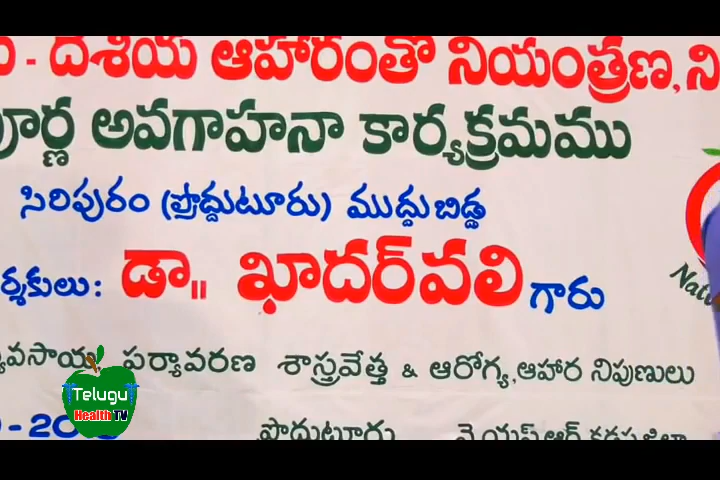 - దేశీయ ఆహారంతో నియంత్రణ,
అవగాహనా కార్యక్రమము
సిరిపురం (ప్రొద్దుటూరు) ముద్దుబిడ్డ
డా॥ ఖాదర్‌వలి గారు
పర్యావరణ శాస్త్రవేత్త & ఆరోగ్య, ఆహార నిపుణులు
Telugu
Health TV